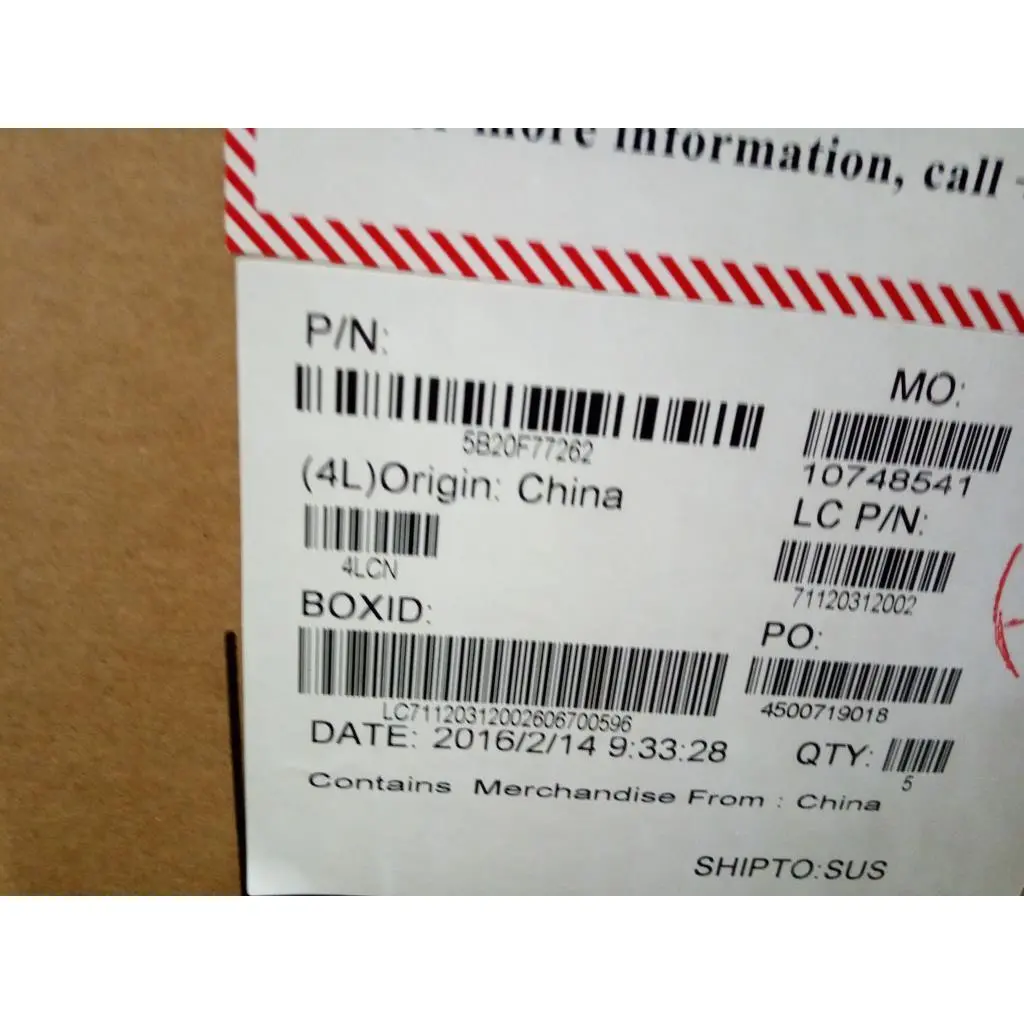 more information, call
P/N:
5B20F77262
(4L)Origin: China
4LCN
BOXID:
LC71120312002606700596
DATE: 2016/2/14 9:33:28
Contains Merchandise From : China
MO:
10748541
LC P/N:
71120312002
PO:
4500719018
QTY:
5
SHIPTO:SUS